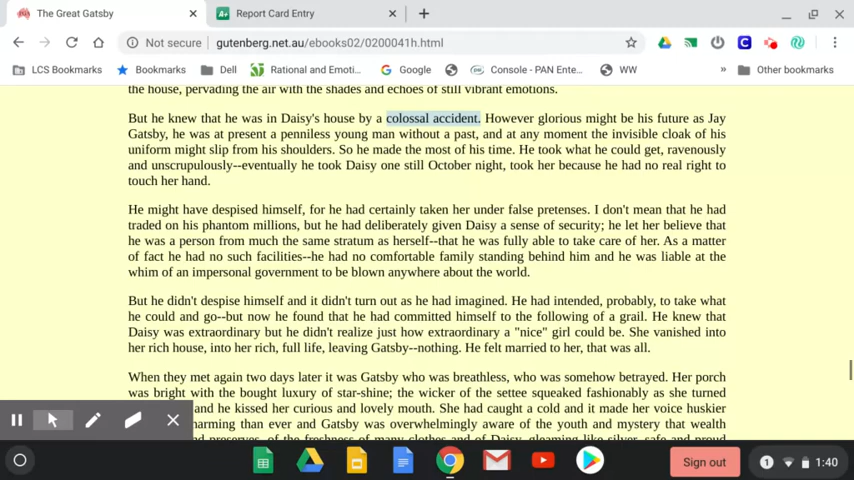 The Great Gatsby
Report Card Entry
Not secure | gutenberg.net.au/ebooks02/0200041h.html
LCS Bookmarks Bookmarks Dell Rational and Emoti... Google Console - PAN Ente... WW » Other bookmarks
the house, pervading the air with the shades and echoes of still vibrant emotions.
But he knew that he was in Daisy's house by a colossal accident. However glorious might be his future as Jay
Gatsby, he was at present a penniless young man without a past, and at any moment the invisible cloak of his
uniform might slip from his shoulders. So he made the most of his time. He took what he could get, ravenously
and unscrupulously--eventually he took Daisy one still October night, took her because he had no real right to
touch her hand.
He might have despised himself, for he had certainly taken her under false pretenses. I don't mean that he had
traded on his phantom millions, but he had deliberately given Daisy a sense of security; he let her believe that
he was a person from much the same stratum as herself--that he was fully able to take care of her. As a matter
of fact he had no such facilities--he had no comfortable family standing behind him and he was liable at the
whim of an impersonal government to be blown anywhere about the world.
But he didn't despise himself and it didn't turn out as he had imagined. He had intended, probably, to take what
he could and go--but now he found that he had committed himself to the following of a grail. He knew that
Daisy was extraordinary but he didn't realize just how extraordinary a "nice" girl could be. She vanished into
her rich house, into her rich, full life, leaving Gatsby--nothing. He felt married to her, that was all.
When they met again two days later it was Gatsby who was breathless, who was somehow betrayed. Her porch
was bright with the bought luxury of star-shine; the wicker of the settee squeaked fashionably as she turned
and he kissed her curious and lovely mouth. She had caught a cold and it made her voice huskier
harming than ever and Gatsby was overwhelmingly aware of the youth and mystery that wealth
nd preserves, of the freshness of many clothes and of Daisy, gleaming like silver, safe and proud
Sign out 1 1:40